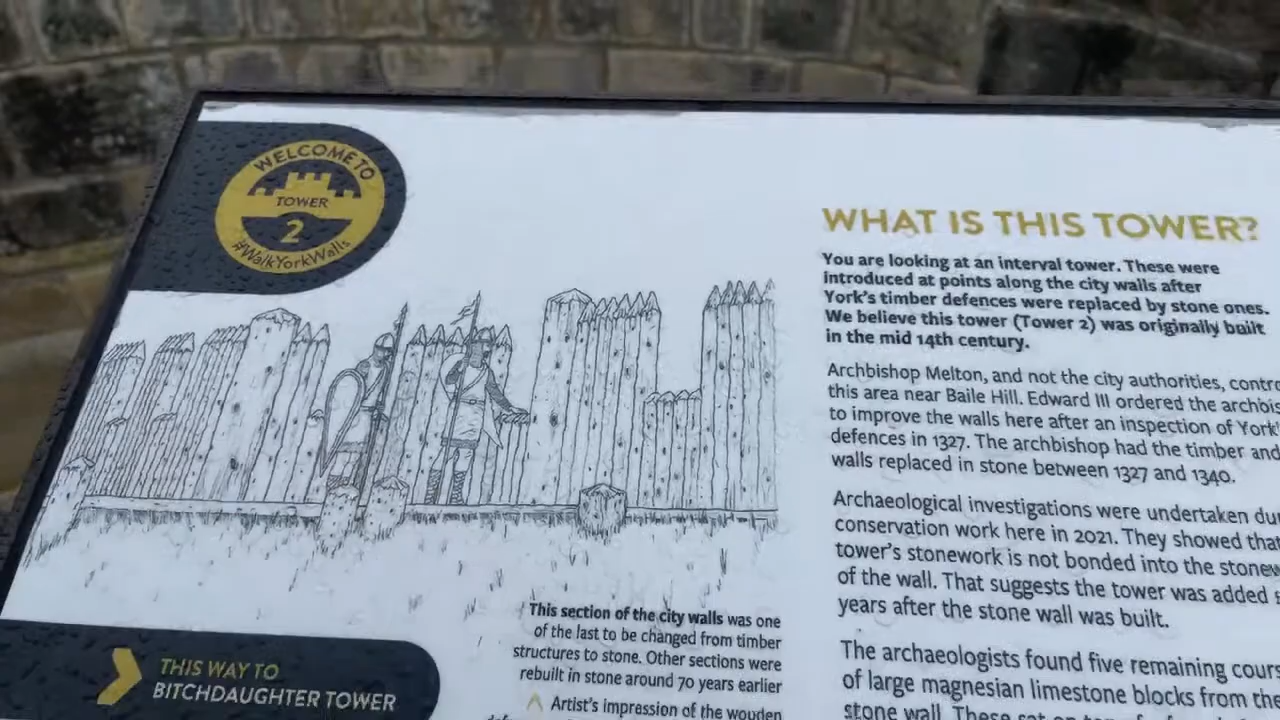 WELCOME TO
TOWER
2
#WalkYorkWalls
WHAT IS THIS TOWER?
You are looking at an interval tower. These were
introduced at points along the city walls after
York's timber defences were replaced by stone ones.
We believe this tower (Tower 2) was originally built
in the mid 14th century.
Archbishop Melton, and not the city authorities,
this area near Baile Hill. Edward III ordered the
to improve the walls here after an inspection of
defences in 1327. The archbishop had the timber and
walls replaced in stone between 1327 and 1340.
Archaeological investigations were undertaken
conservation work here in 2021. They showed that
tower's stonework is not bonded into the
of the wall. That suggests the tower was added
years after the stone wall was built.
The archaeologists found five remaining
of large magnesian limestone blocks from the
stone wall. These sat on top of
This section of the city walls was one
of the last to be changed from timber
structures to stone. Other sections were
rebuilt in stone around 70 years earlier
Artist's impression of the wooden
THIS WAY TO
BITCHDAUGHTER TOWER